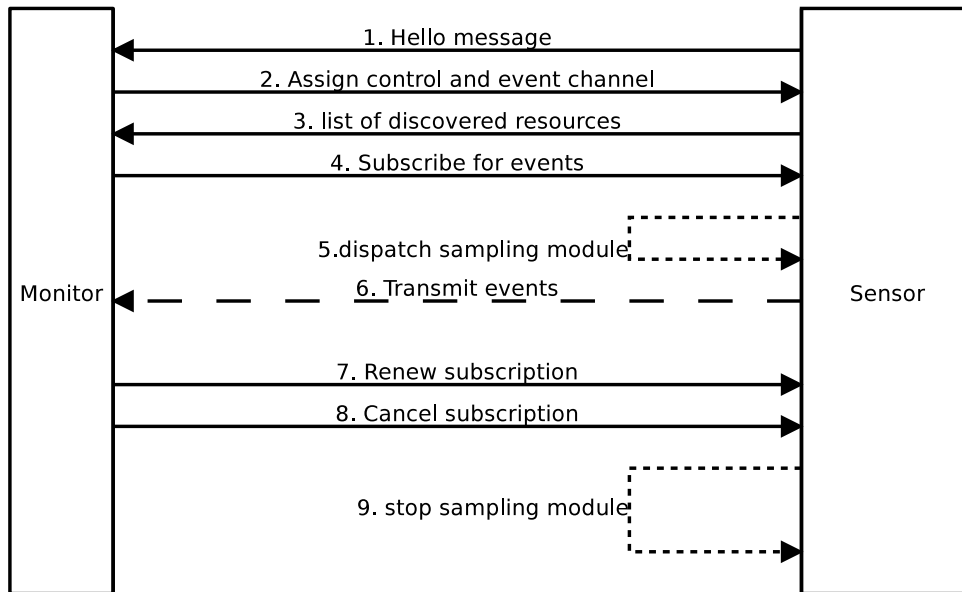 1. Hello message
2. Assign control and event channel
3. list of discovered resources
4. Subscribe for events
5.dispatch sampling module
6. Transmit events
Monitor
Sensor
7. Renew subscription
8. Cancel subscription
9. stop sampling module